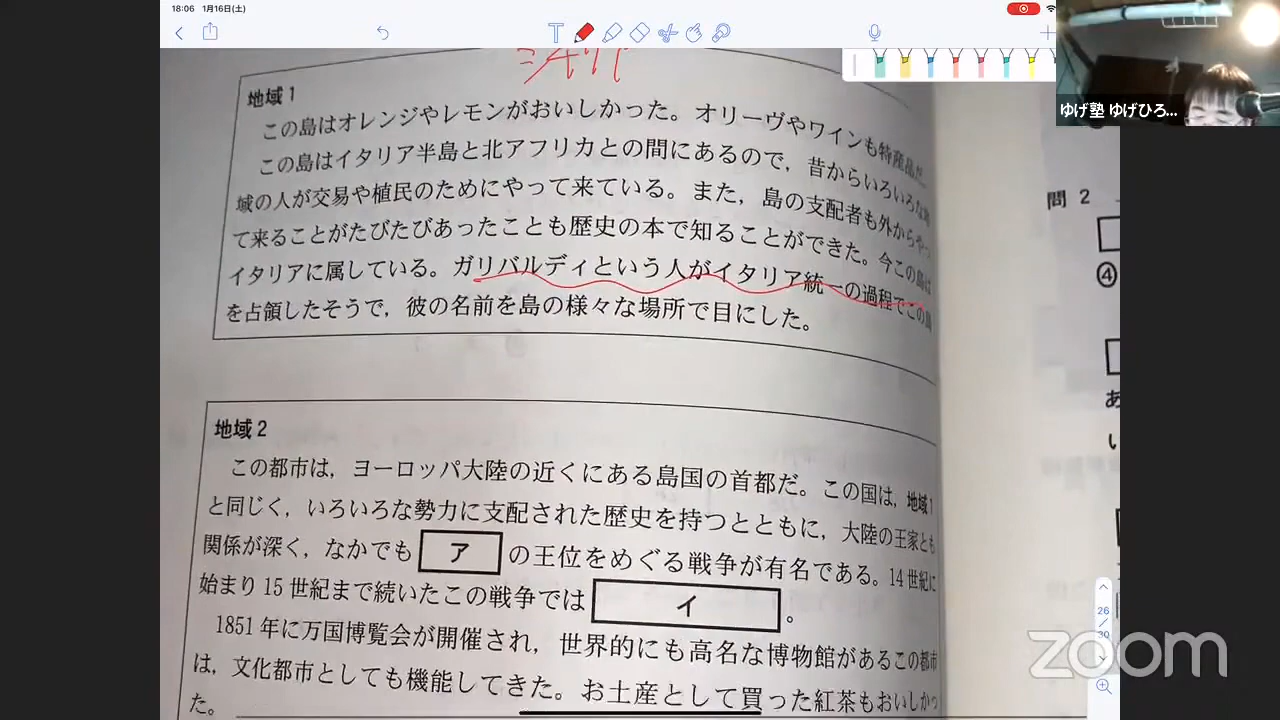 18:06 1月16日(土)
ゆげ塾 ゆげひろ…
シチリア
地域1
この島はオレンジやレモンがおいしかった。オリーヴやワインも特産品だ
この島はイタリア半島と北アフリカとの間にあるので，昔からいろいろな地
域の人が交易や植民のためにやって来ている。また，島の支配者も外からやっ
て来ることがたびたびあったことも歴史の本で知ることができた。今この島は
イタリアに属している。ガリバルディという人がイタリア統一の過程でこの島
を占領したそうで，彼の名前を島の様々な場所で目にした。
地域2
この都市は，ヨーロッパ大陸の近くにある島国の首都だ。この国は，地域1
と同じく，いろいろな勢力に支配された歴史を持つとともに，大陸の王家とも
関係が深く，なかでも ア の王位をめぐる戦争が有名である。14世紀に
始まり15世紀まで続いたこの戦争では イ 。
1851年に万国博覧会が開催され，世界的にも高名な博物館があるこの都市
は，文化都市としても機能してきた。お土産として買った紅茶もおいしかっ
た。
問2
④
あ
い
26
30
zoom